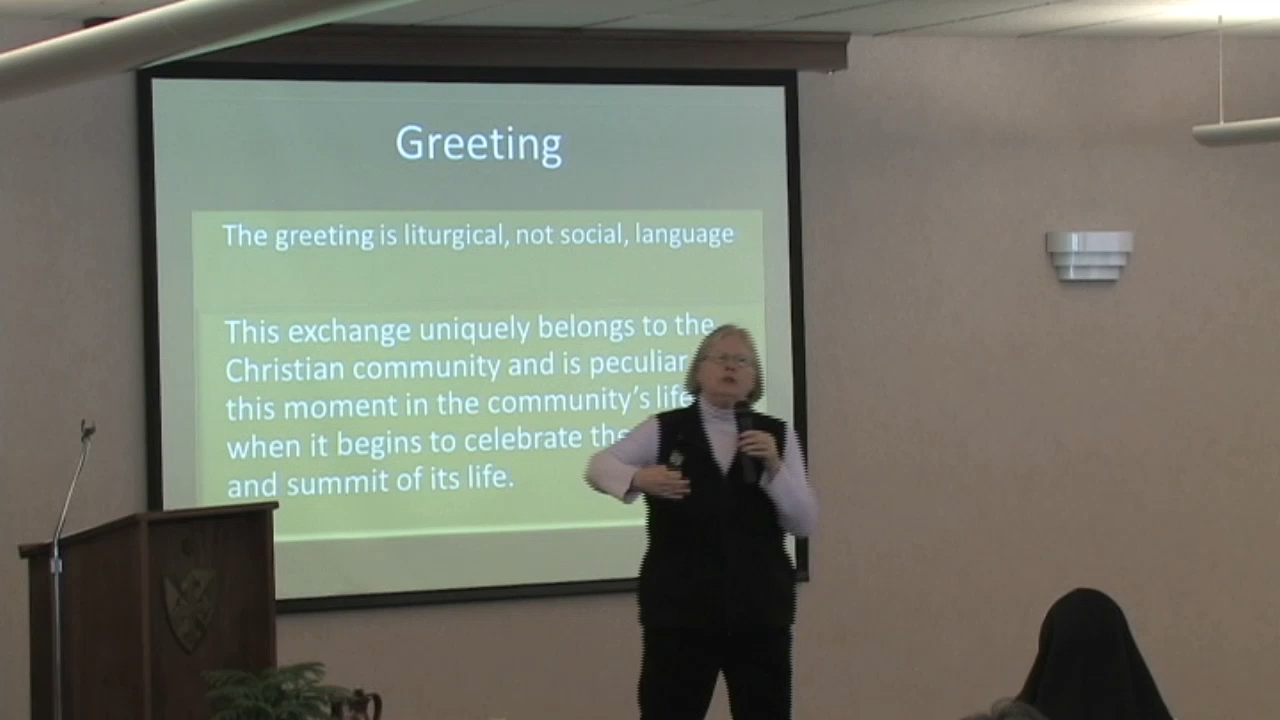 Greeting
The greeting is liturgical, not social, language
This exchange uniquely belongs to the
Christian community and is peculiar
this moment in the community's life
when it begins to celebrate the
and summit of its life.